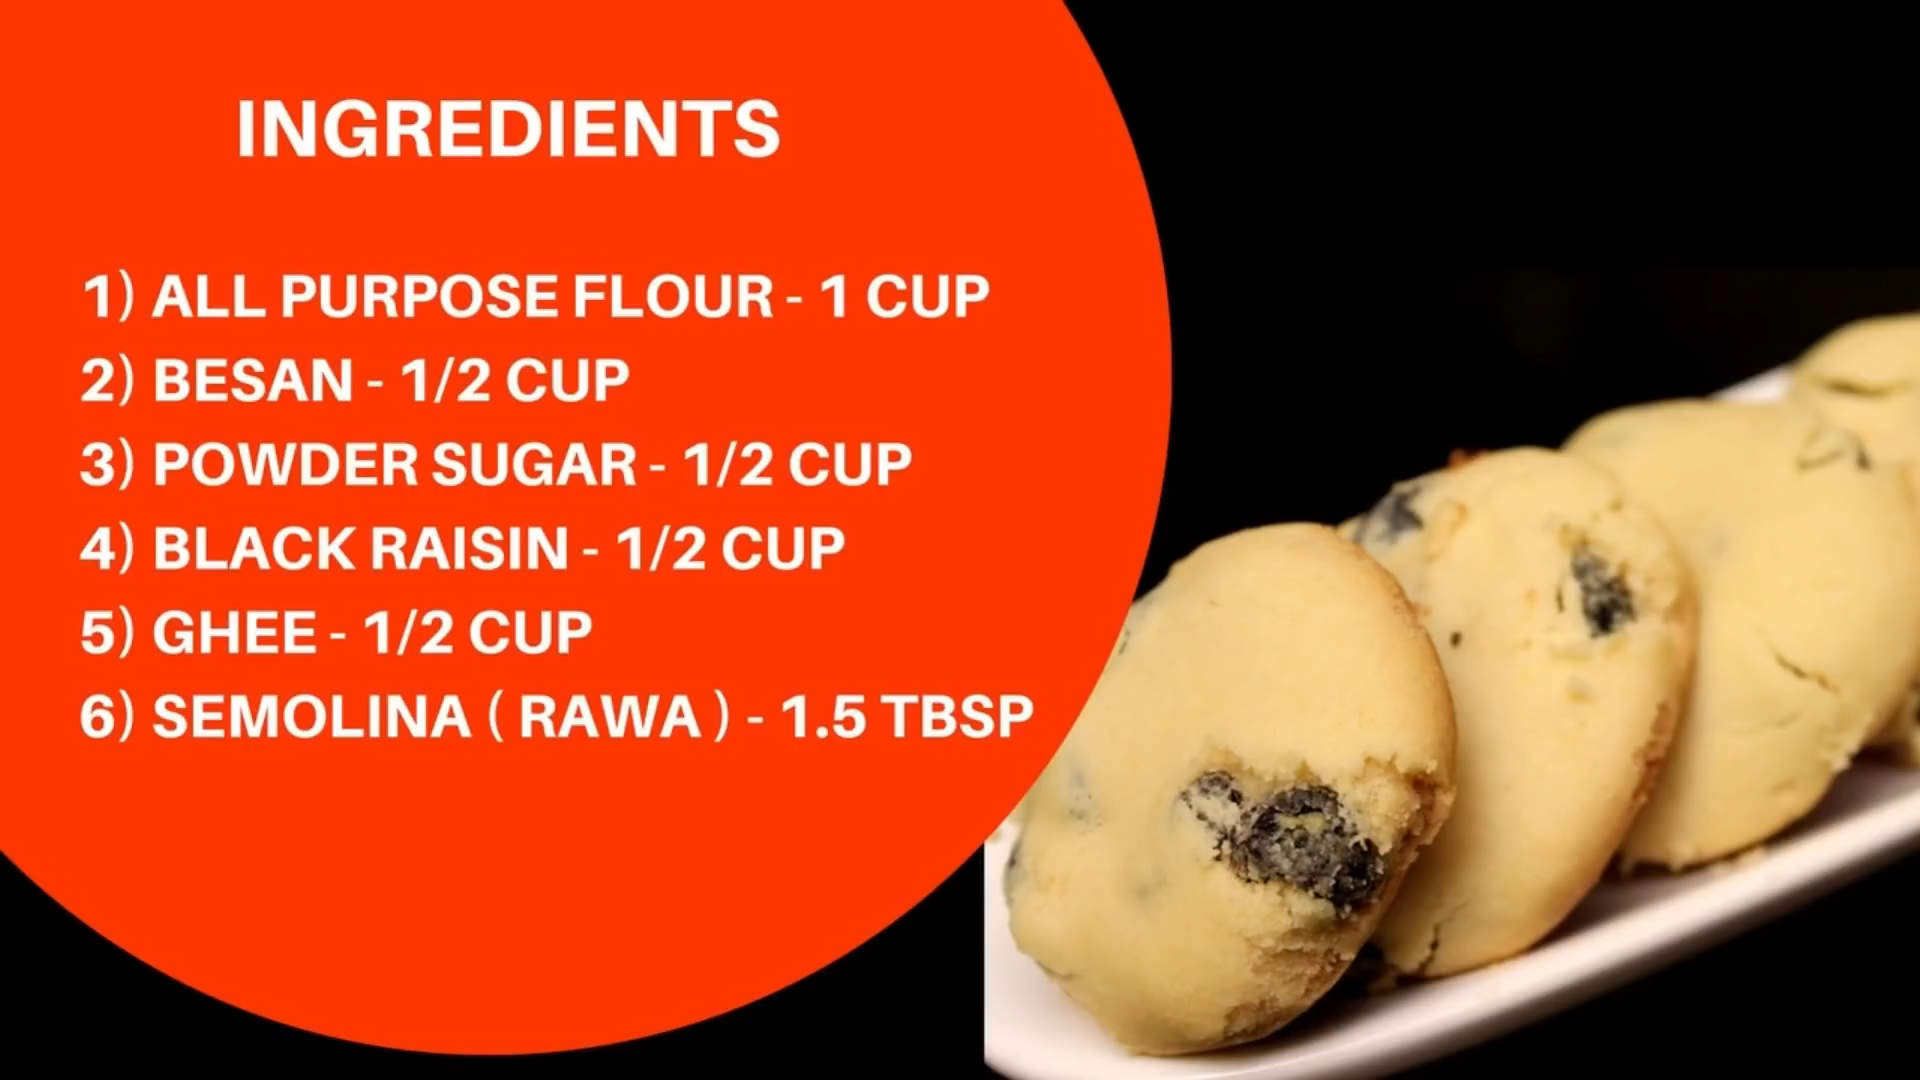 INGREDIENTS
1) ALL PURPOSE FLOUR - 1 CUP
2) BESAN - 1/2 CUP
3) POWDER SUGAR - 1/2 CUP
4) BLACK RAISIN - 1/2 CUP
5) GHEE - 1/2 CUP
6) SEMOLINA ( RAWA ) - 1.5 TBSP